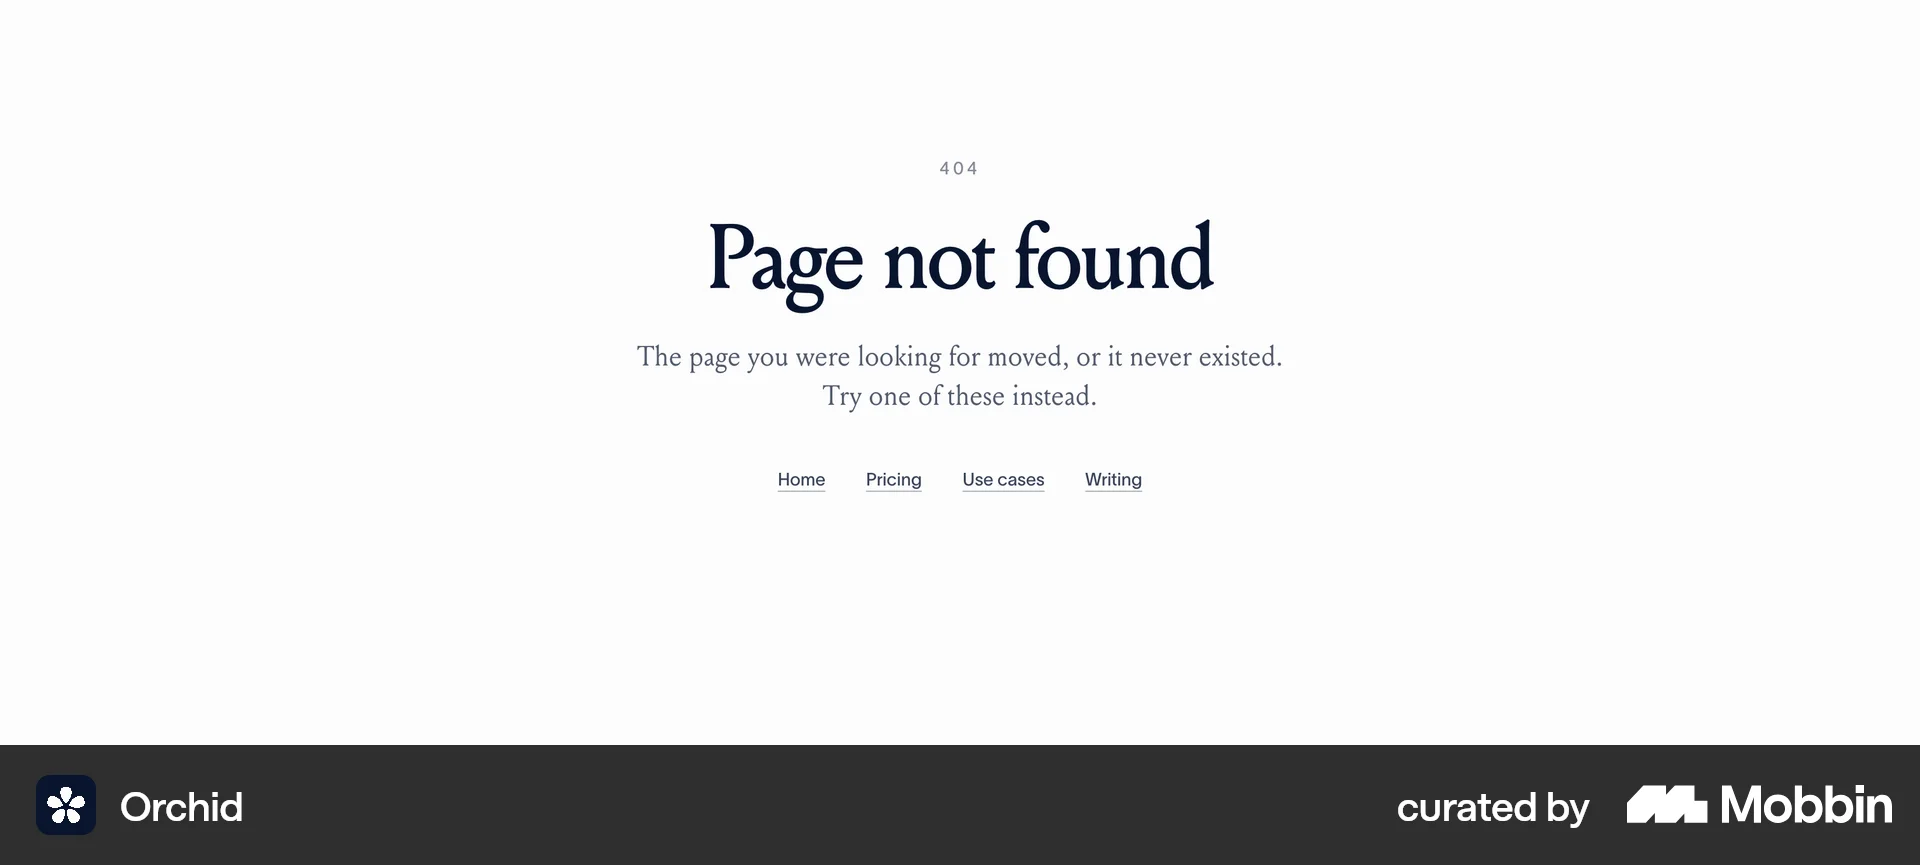 404
Page not found
The page you were looking for moved, or it never existed.
Try one of these instead.
Home Pricing Use cases Writing
Orchid curated by Mobbin